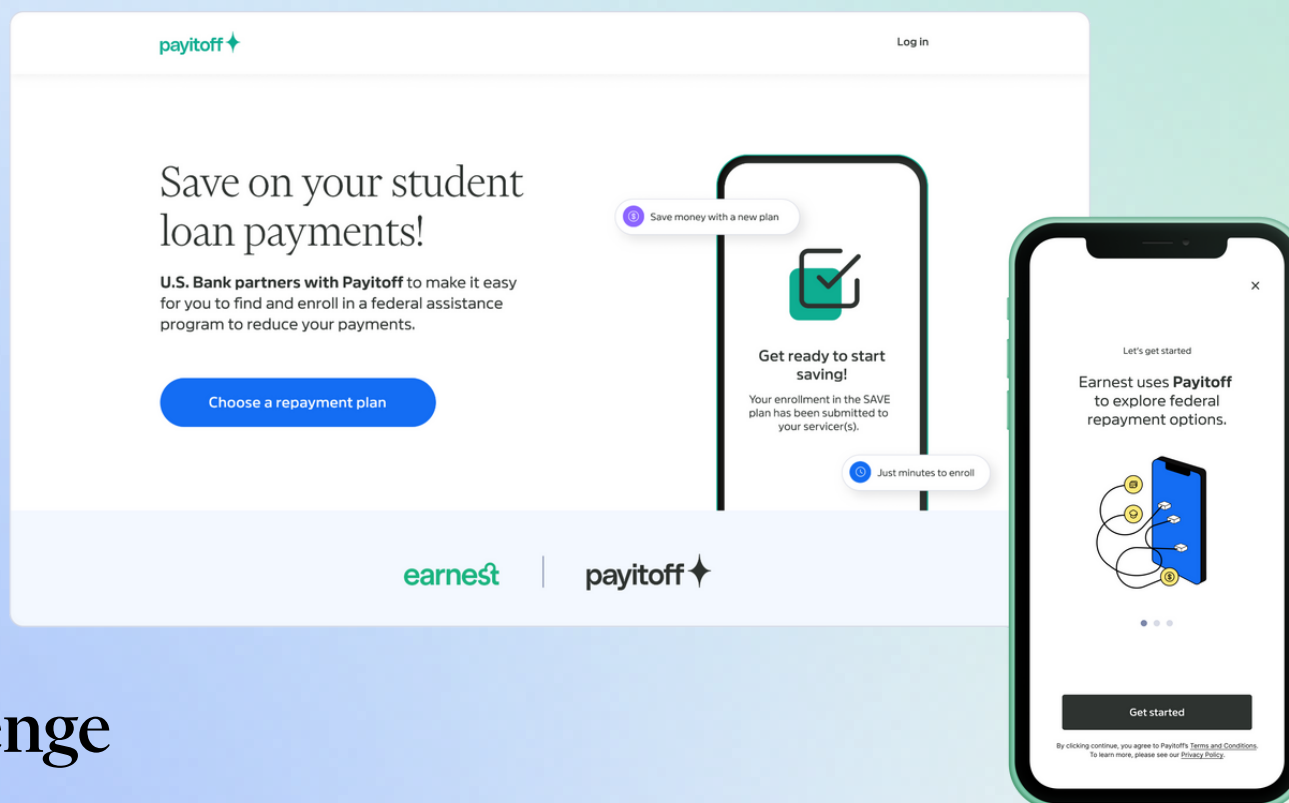 payitoff
Log in
Save on your student
loan payments!
U.S. Bank partners with Payitoff to make it easy
for you to find and enroll in a federal assistance
program to reduce your payments.
Choose a repayment plan
Save money with a new plan
Get ready to start
saving!
Your enrollment in the SAVE
plan has been submitted to
your servicer(s).
Just minutes to enroll
earnest
payitoff
Let's get started
Earnest uses Payitoff
to explore federal
repayment options.
Get started
By clicking continue, you agree to Payitoff's Terms and Conditions.
To learn more, please see our Privacy Policy.
enge